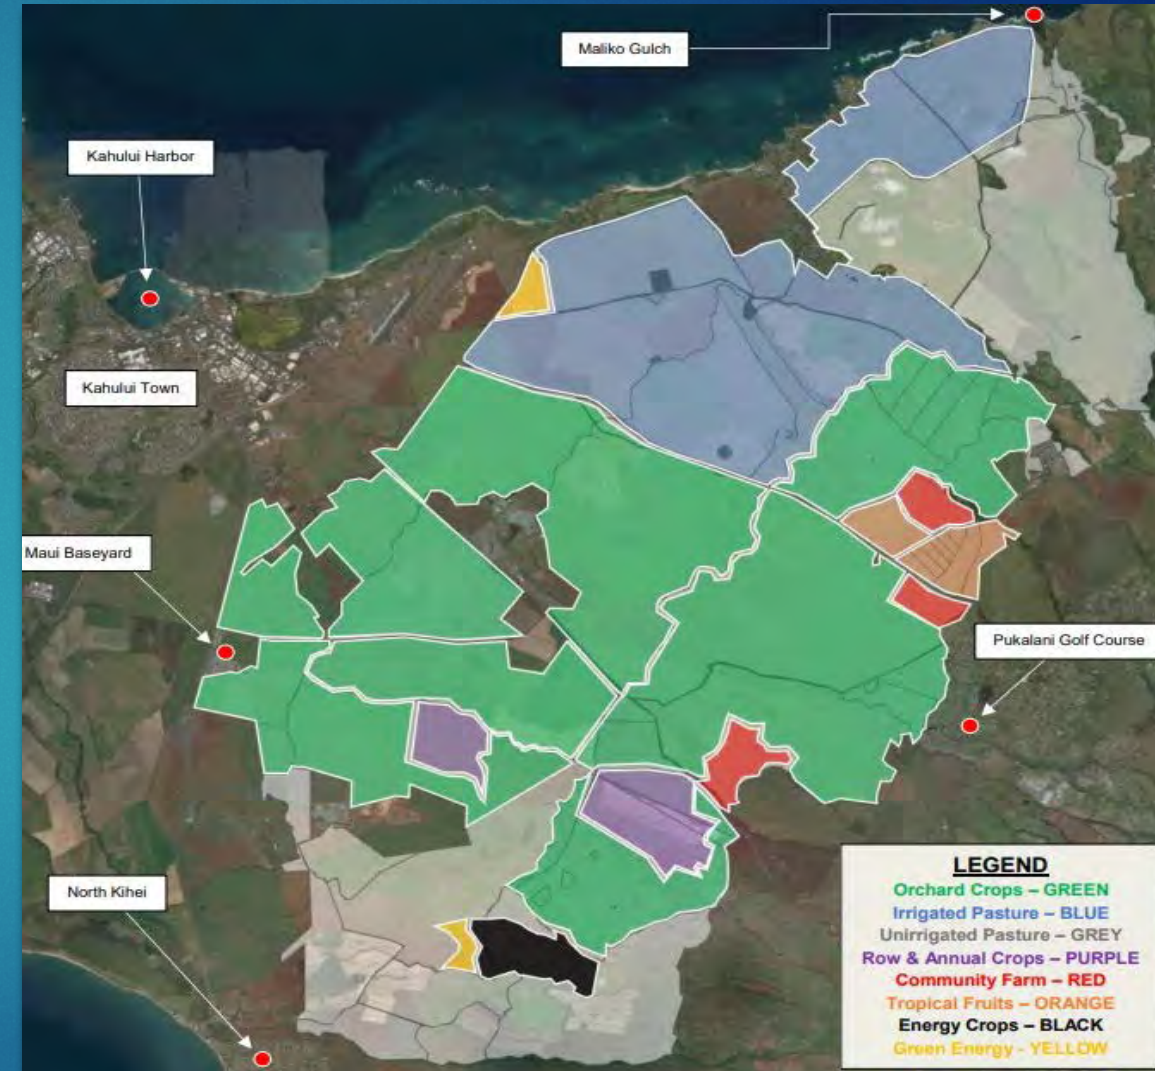 Maliko Gulch
Kahului Harbor
Kahului Town
Maui Baseyard
Pukalani Golf Course
North Kihei
LEGEND
Orchard Crops – GREEN
Irrigated Pasture – BLUE
Unirrigated Pasture – GREY
Row & Annual Crops – PURPLE
Community Farm – RED
Tropical Fruits – ORANGE
Energy Crops – BLACK
Green Energy - YELLOW